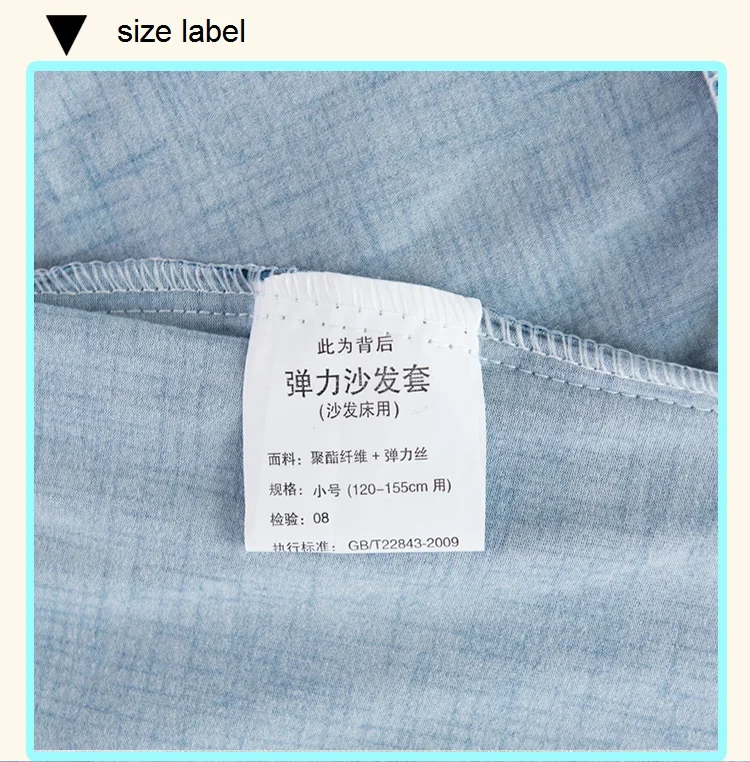 size label
此为背后
弹力沙发套
(沙发床用)
面料: 聚酯纤维 + 弹力丝
规格: 小号 (120-155cm 用)
检验: 08
执行标准: GB/T22843-2009